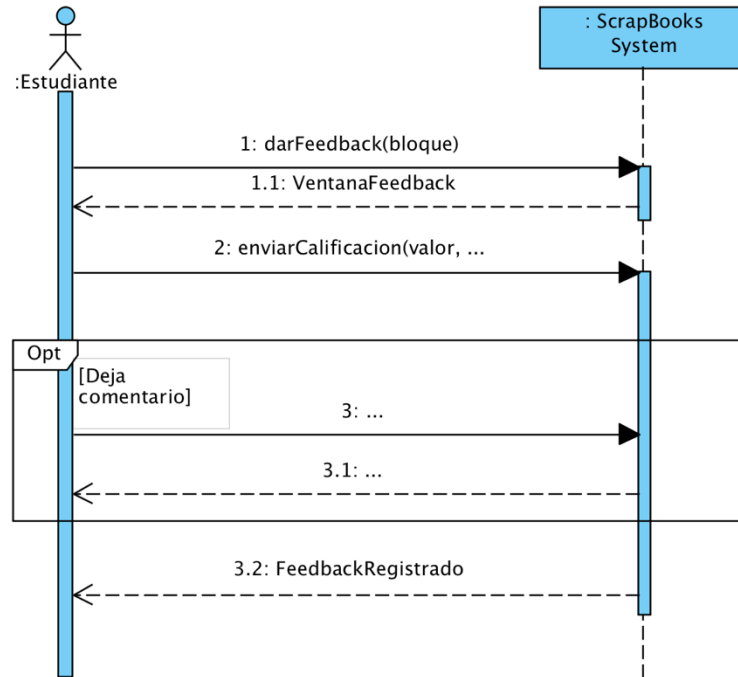 : ScrapBooks
System
:Estudiante
1: darFeedback(bloque)
1.1: VentanaFeedback
2: enviarCalificacion(valor, ...
Opt
[Deja
comentario]
3: ...
3.1: ...
3.2: FeedbackRegistrado